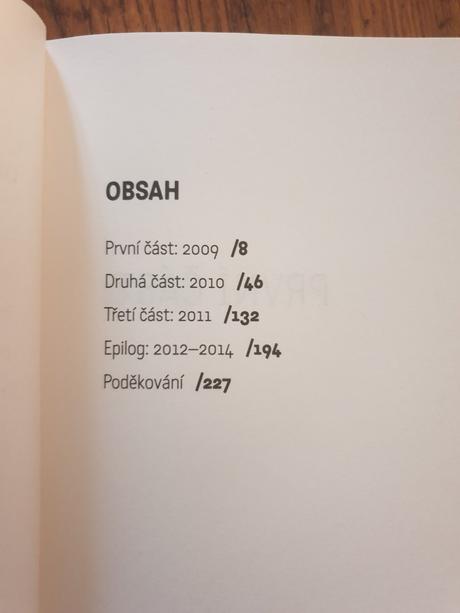 OBSAH
První část: 2009 /8
Druhá část: 2010 /46
Třetí část: 2011 /132
Epilog: 2012–2014 /194
Poděkování /227